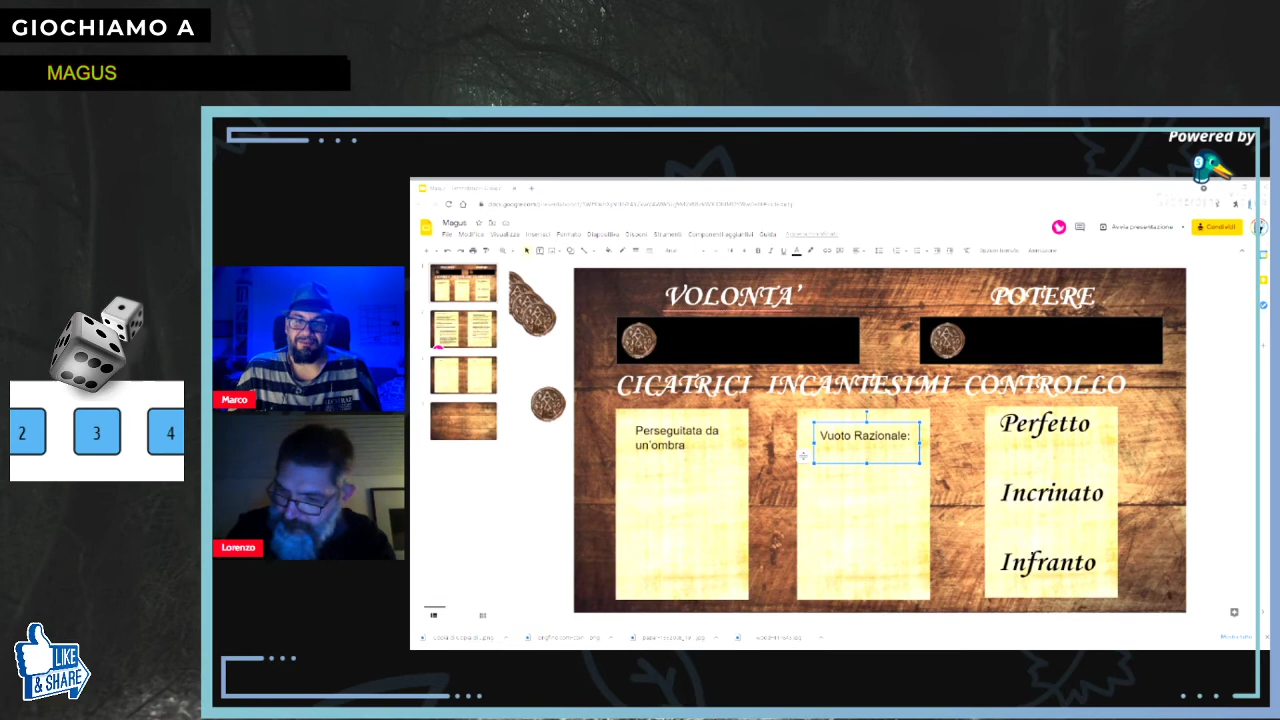 GIOCHIAMO A
MAGUS
Powered by
Magus
File Modifica Visualizza Inserisci Formato Disponi Strumenti Componenti aggiuntivi Guida
Avvia presentazione
Condividi
VOLONTA'
POTERE
CICATRICI INCANTESIMI CONTROLLO
Perseguitata da
un'ombra
Vuoto Razionale:
Perfetto
Incrinato
Infranto
Marco
Lorenzo
2
3
4
LIKE
& SHARE